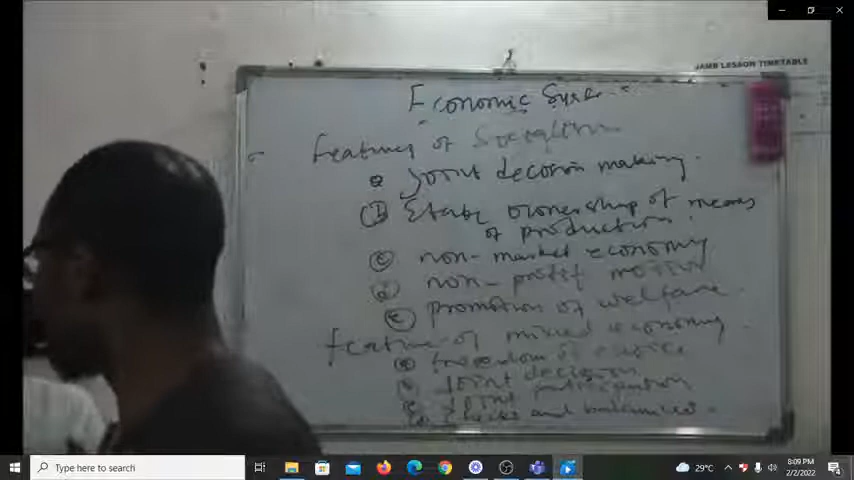 JAMB LESSON TIMETABLE
Economic
Features of Socialism
a Joint decision making.
b State ownership of means
of production.
c non-market economy
d non-profit motive
e promotion of welfare.
features of mixed economy
a freedom of choice
b Joint decision
c Joint participation
d checks and balances.
Type here to search
29°C
8:09 PM
2/2/2022